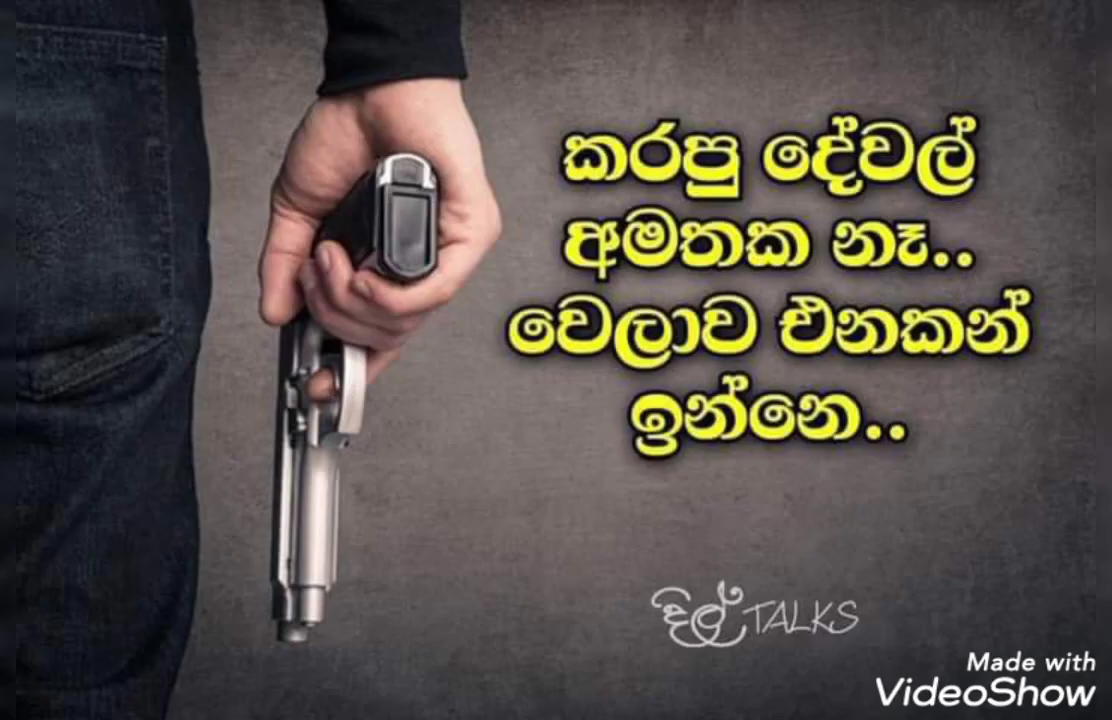 කරපු දේවල්
අමතක නෑ..
වෙලාව එනකන්
ඉන්නෙ..
දිල් TALKS
Made with
VideoShow